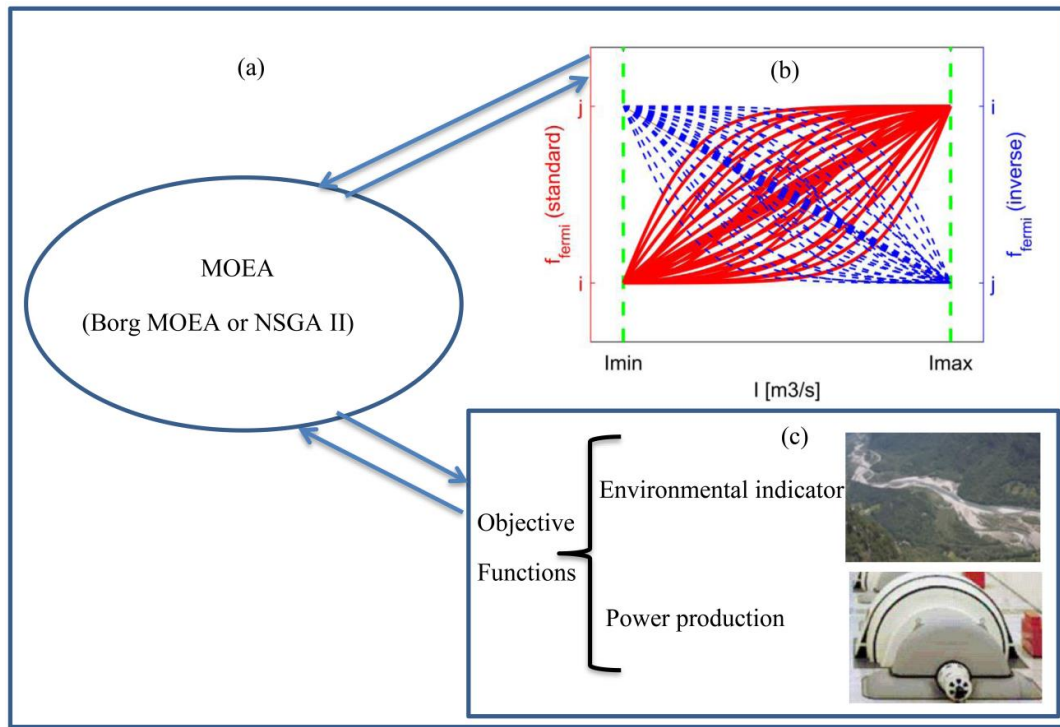 (a)
MOEA
(Borg MOEA or NSGA II)
(b)
f_fermi (standard)
j
i
f_fermi (inverse)
i
j
Imin
Imax
I [m3/s]
(c)
Objective
Functions
Environmental indicator
Power production